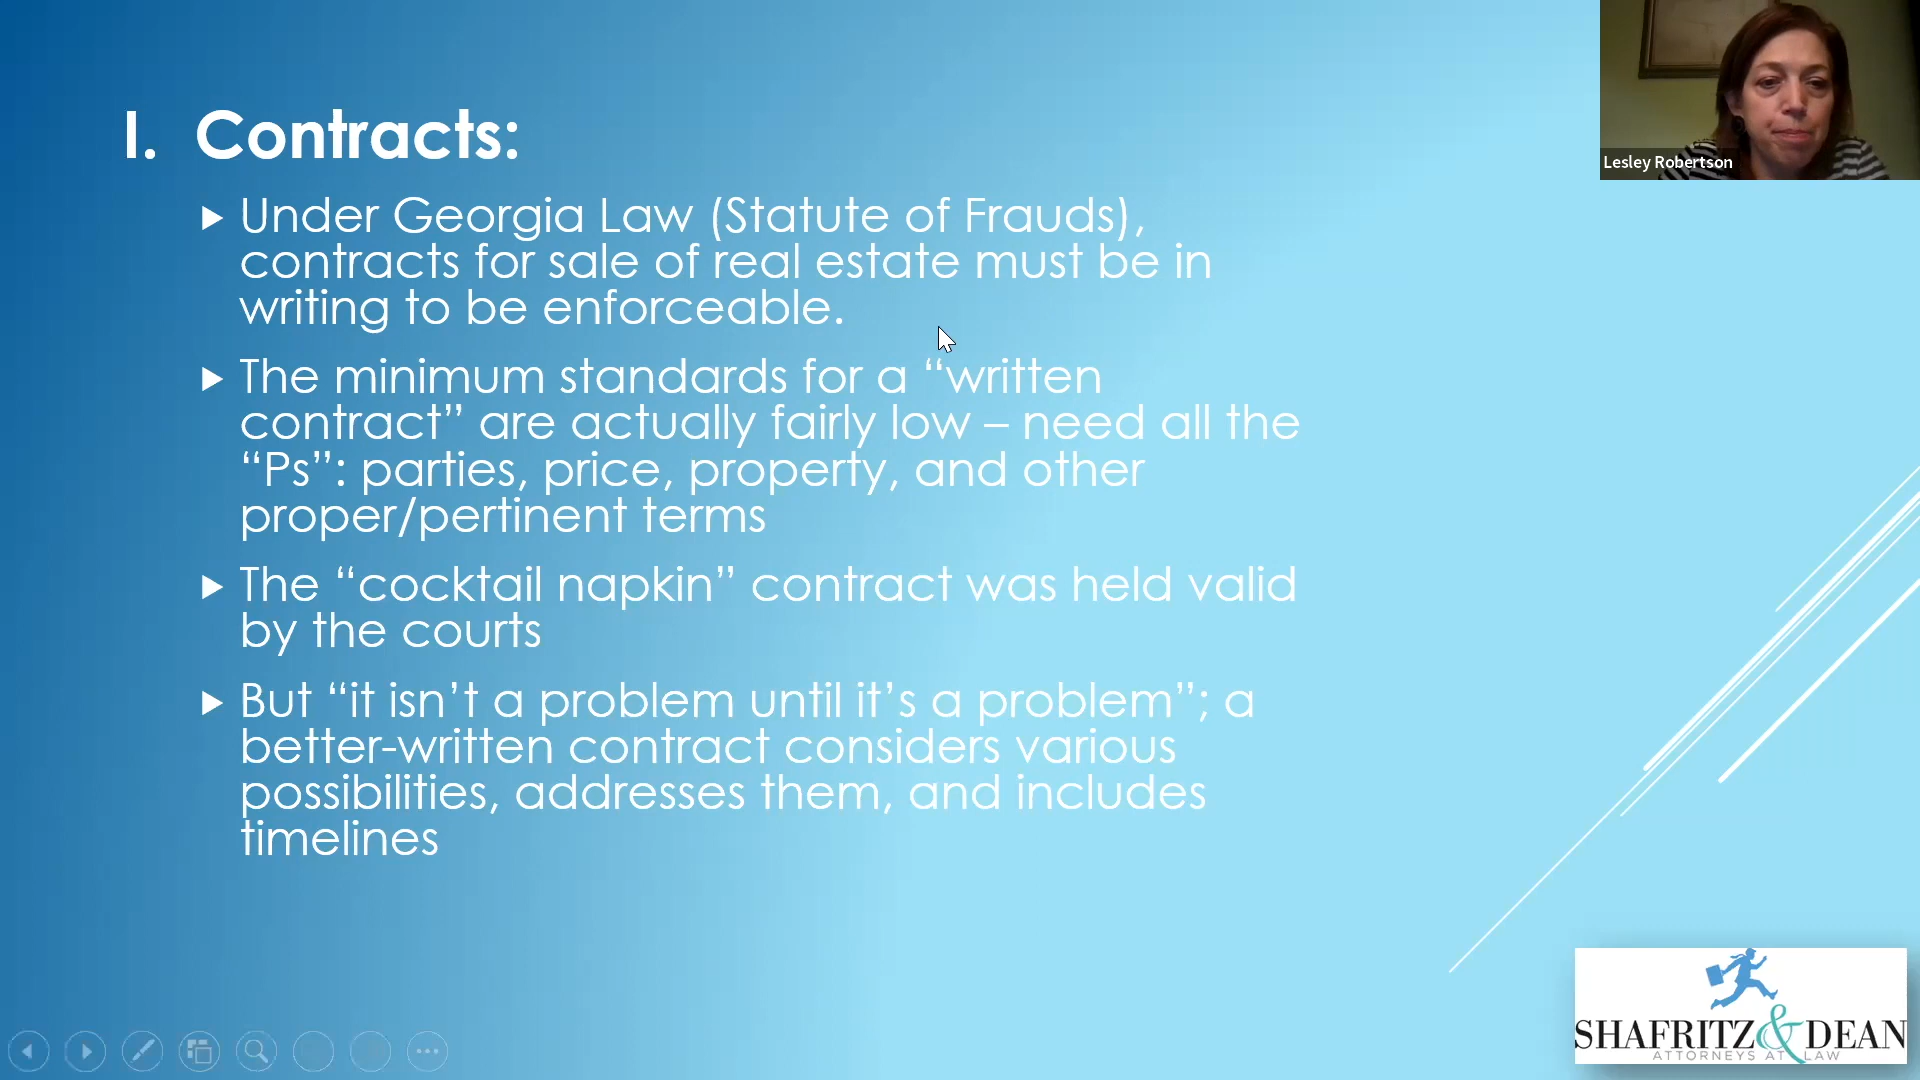 I. Contracts:
Under Georgia Law (Statute of Frauds),
contracts for sale of real estate must be in
writing to be enforceable.
The minimum standards for a “written
contract” are actually fairly low – need all the
“Ps”: parties, price, property, and other
proper/pertinent terms
The “cocktail napkin” contract was held valid
by the courts
But “it isn’t a problem until it’s a problem”; a
better-written contract considers various
possibilities, addresses them, and includes
timelines
Lesley Robertson
SHAFRITZ & DEAN
ATTORNEYS AT LAW